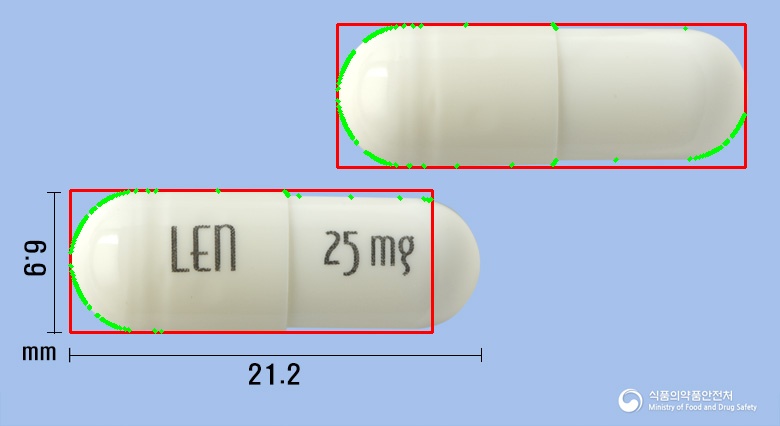 LEN 25 mg
6.9
mm
21.2
식품의약품안전처
Ministry of Food and Drug Safety